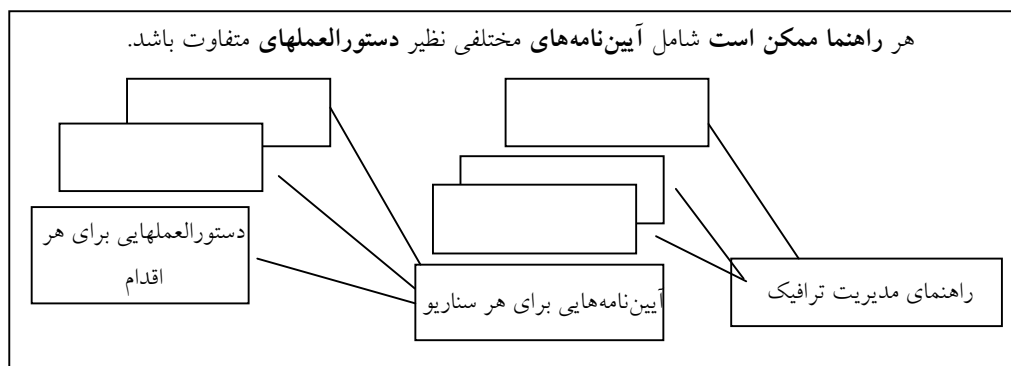 هر راهنما ممکن است شامل آیین‌نامه‌های مختلفی نظیر دستورالعملهای متفاوت باشد.
راهنمای مدیریت ترافیک
آیین‌نامه‌هایی برای هر سناریو
دستورالعملهایی برای هر
اقدام